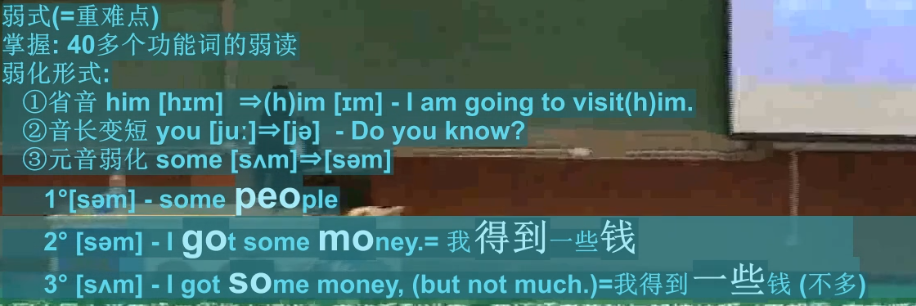 弱式(=重难点)
掌握: 40多个功能词的弱读
弱化形式:
①省音 him [hɪm] ⇒(h)im [ɪm] - I am going to visit(h)im.
②音长变短 you [juː]⇒[jə] - Do you know?
③元音弱化 some [sʌm]⇒[səm]
1°[səm] - some people
2° [səm] - I got some money.= 我得到一些钱
3° [sʌm] - I got some money, (but not much.)=我得到一些钱 (不多)